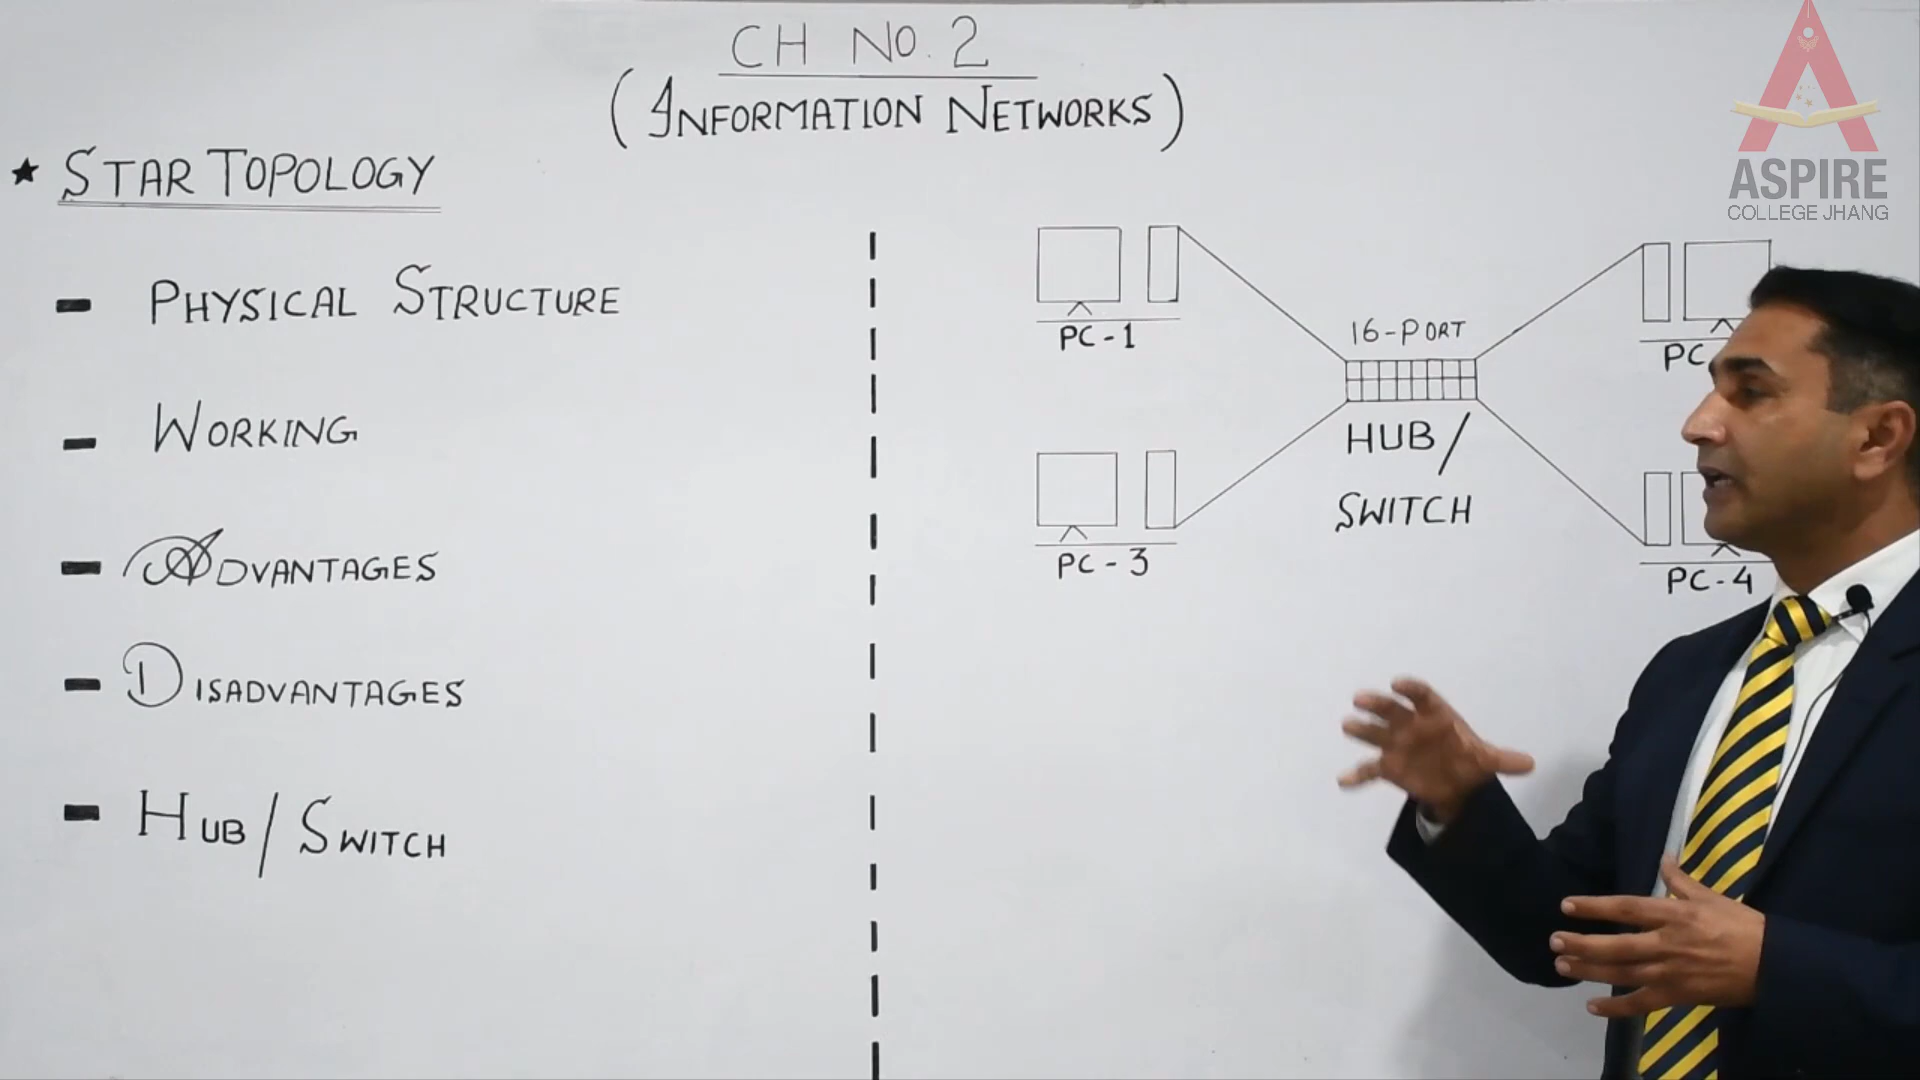 CH NO. 2
(INFORMATION NETWORKS)
★ STAR TOPOLOGY
- PHYSICAL STRUCTURE
- WORKING
- ADVANTAGES
- DISADVANTAGES
- HUB/SWITCH
PC-1
16-PORT
PC
HUB/
SWITCH
PC-3
PC-4
ASPIRE
COLLEGE JHANG